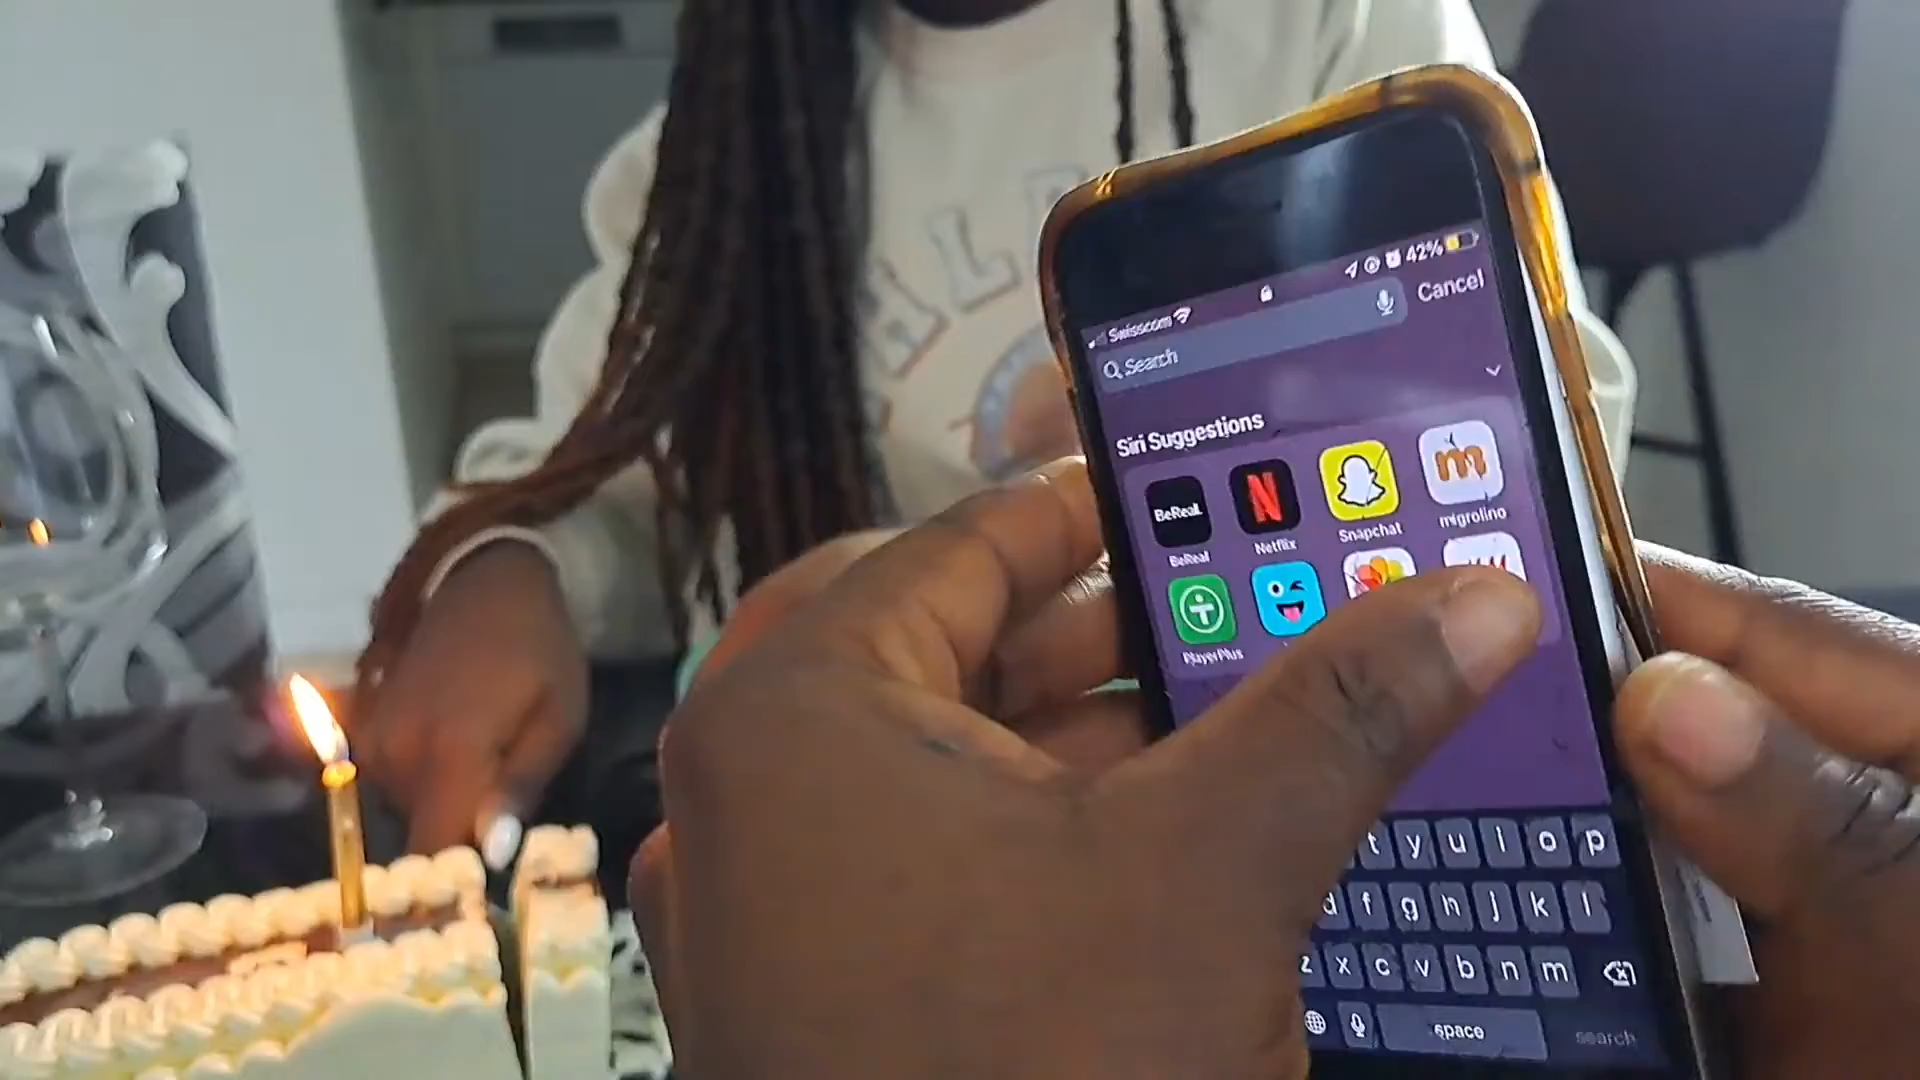 42%
Swisscom
Cancel
Search
Siri Suggestions
BeReal.
N
m
BeReal
Netflix
Snapchat
migrolino
PlayerPlus
t y u i o p
d f g h j k l
z x c v b n m
space
search